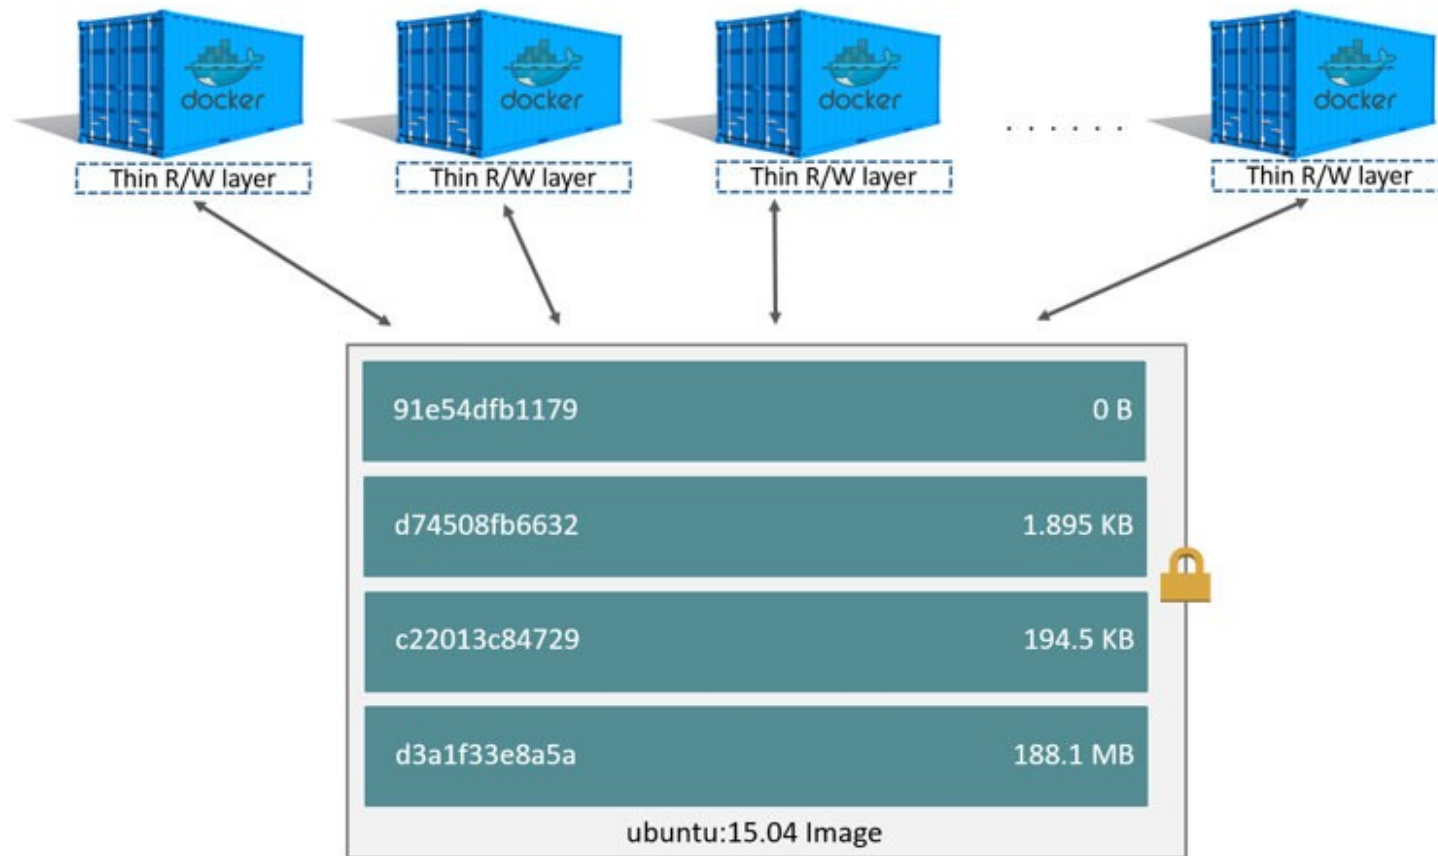 docker
docker
docker
docker
Thin R/W layer
Thin R/W layer
Thin R/W layer
Thin R/W layer
91e54dfb1179 0 B
d74508fb6632 1.895 KB
c22013c84729 194.5 KB
d3a1f33e8a5a 188.1 MB
ubuntu:15.04 Image